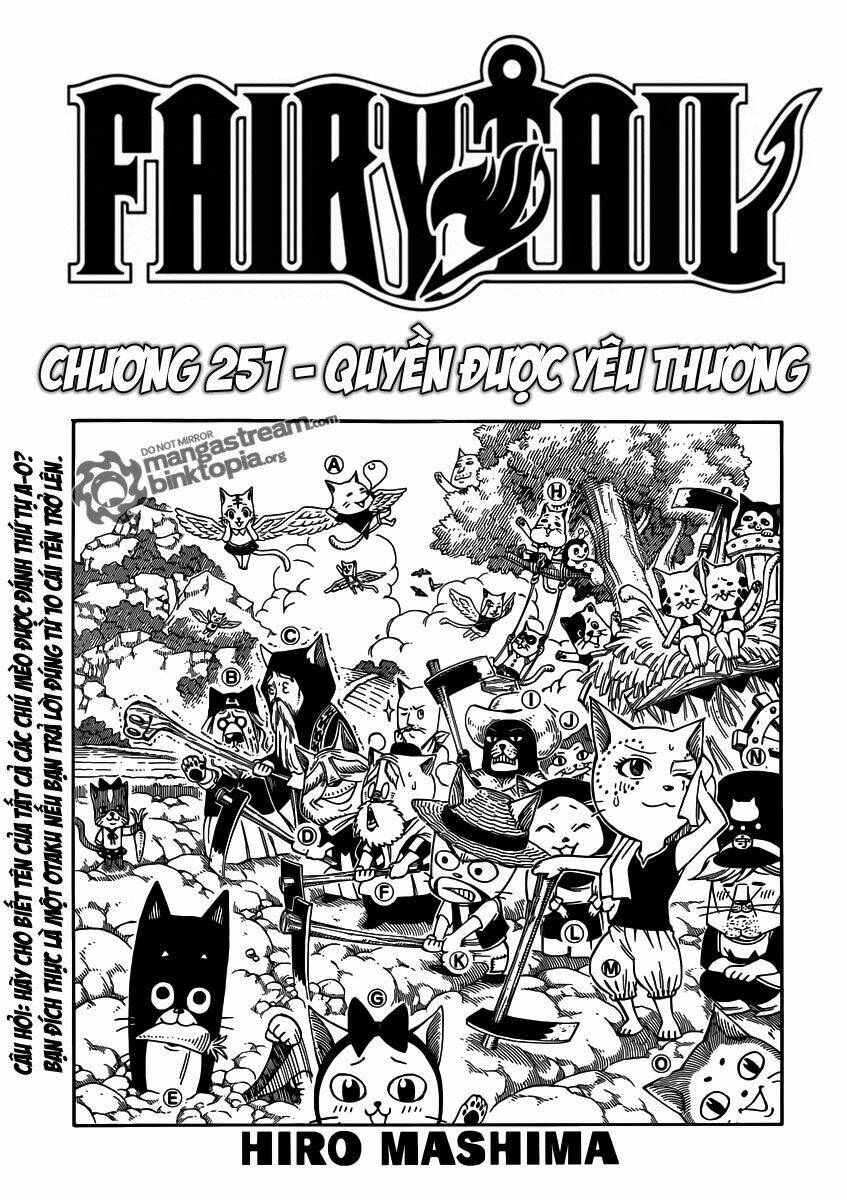 FAIRY TAIL
CHƯƠNG 251 - QUYỀN ĐƯỢC YÊU THƯƠNG
CÂU HỎI: HÃY CHO BIẾT TÊN CỦA TẤT CẢ CÁC CHÚ MÈO ĐƯỢC ĐÁNH THỨ TỰ A-O?
BẠN ĐÍCH THỰC LÀ MỘT OTAKU NẾU BẠN TRẢ LỜI ĐÚNG TỪ 10 CÁI TÊN TRỞ LÊN.
DO NOT MIRROR
mangastream.com
binktopia.org
A
H
C
B
I
J
N
D
F
L
K
M
G
O
E
HIRO MASHIMA